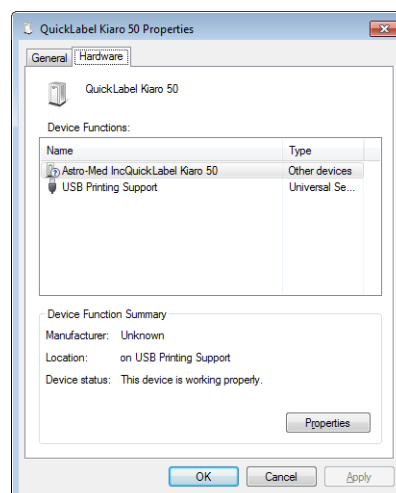 QuickLabel Kiaro 50 Properties
General Hardware
QuickLabel Kiaro 50
Device Functions:
Name Type
Astro-Med IncQuickLabel Kiaro 50 Other devices
USB Printing Support Universal Se...
Device Function Summary
Manufacturer: Unknown
Location: on USB Printing Support
Device status: This device is working properly.
Properties
OK Cancel Apply